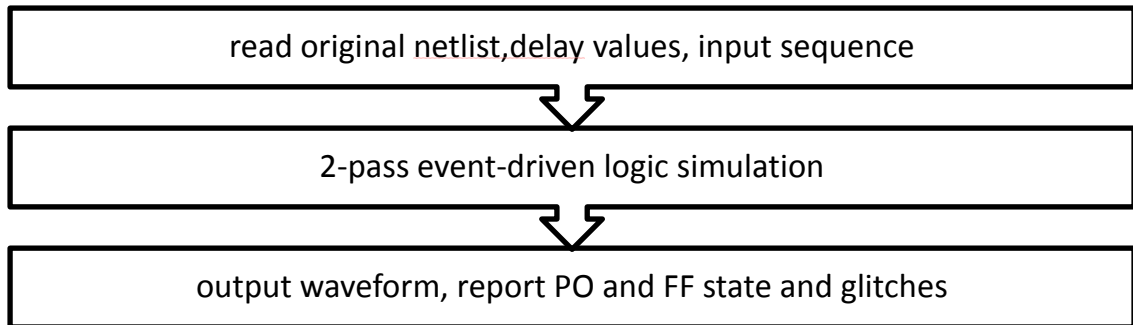 read original netlist,delay values, input sequence
2-pass event-driven logic simulation
output waveform, report PO and FF state and glitches